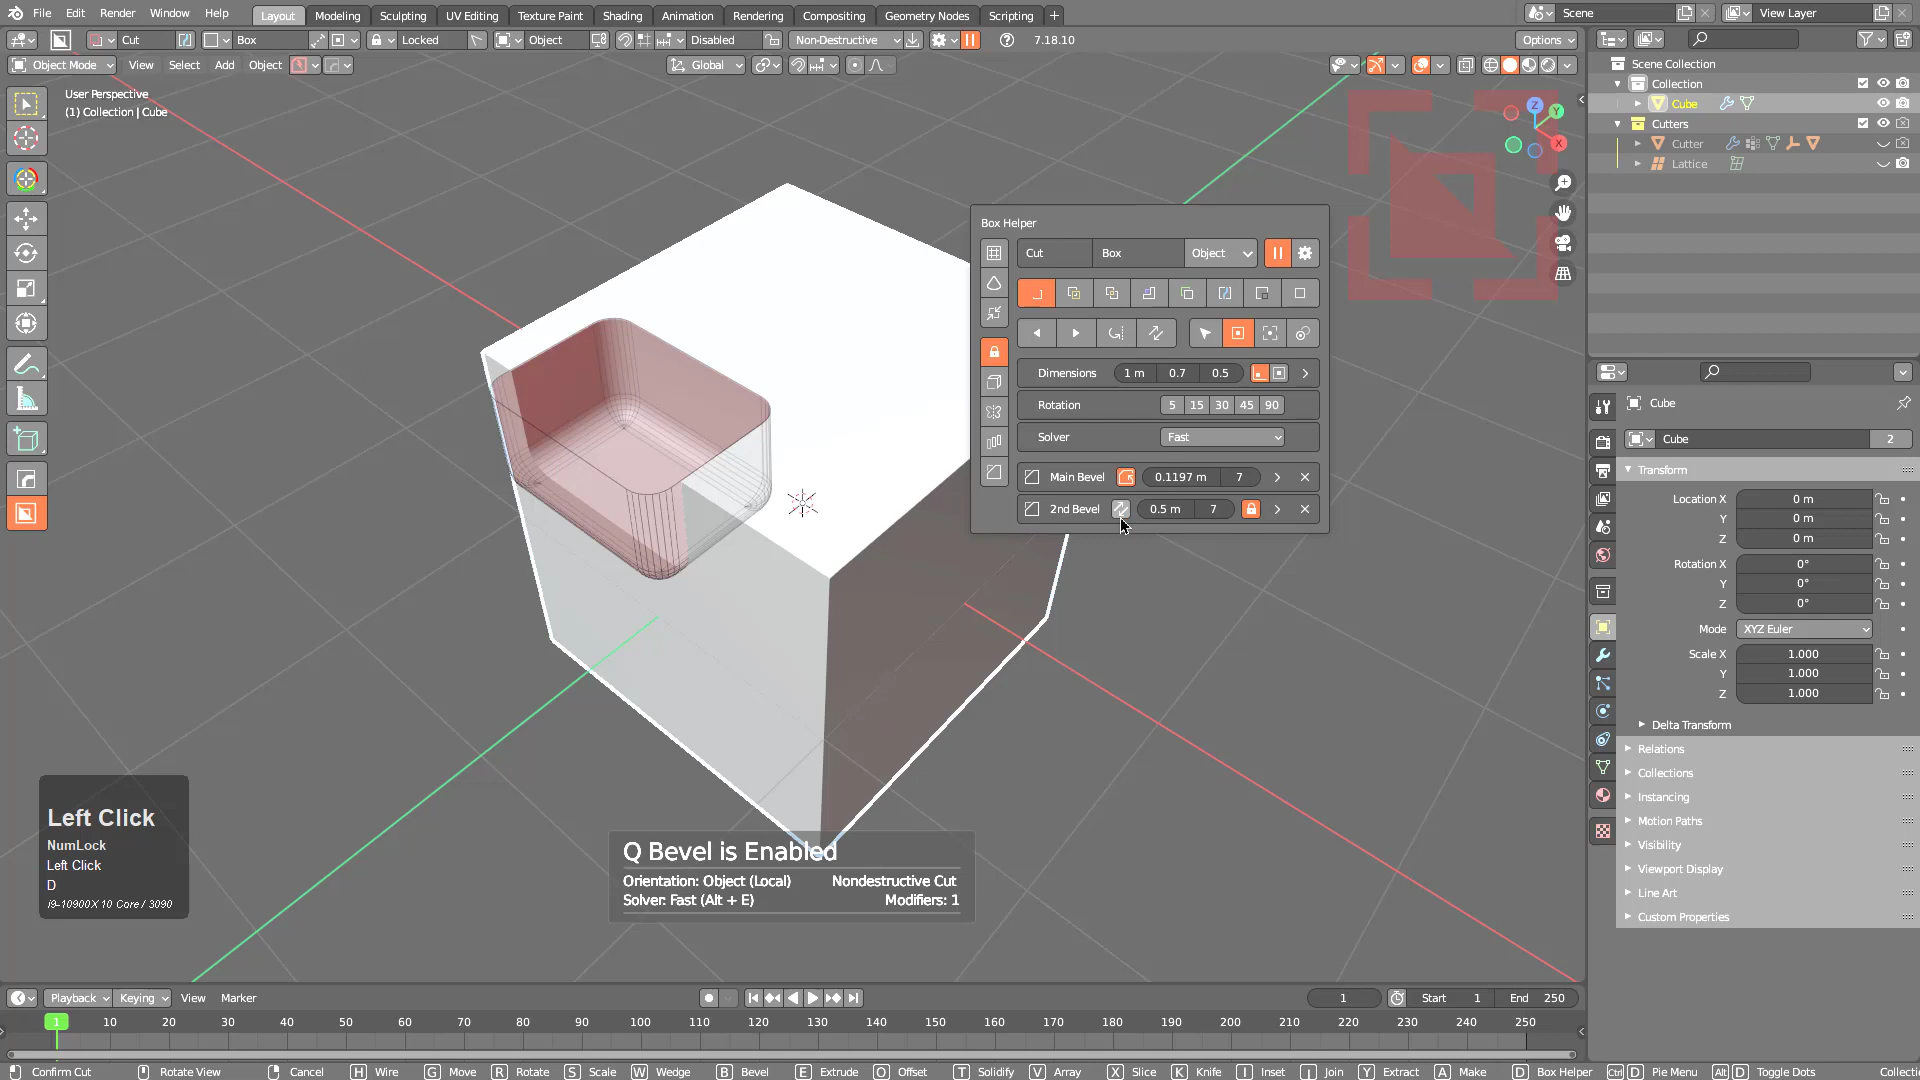 File Edit Render Window Help Layout Modeling Sculpting UV Editing Texture Paint Shading Animation Rendering Compositing Geometry Nodes Scripting + Scene View Layer
Cut Box Locked Object Disabled Non-Destructive 7.18.10 Options
Object Mode View Select Add Object Global
User Perspective
(1) Collection | Cube
Scene Collection
Collection
Cube
Cutters
Cutter
Lattice
Z
Y
X
Box Helper
Cut Box Object
Dimensions 1 m 0.7 0.5
Rotation 5 15 30 45 90
Solver Fast
Main Bevel 0.1197 m 7
2nd Bevel 0.5 m 7
Cube
Cube 2
Transform
Location X 0 m
Y 0 m
Z 0 m
Rotation X 0°
Y 0°
Z 0°
Mode XYZ Euler
Scale X 1.000
Y 1.000
Z 1.000
Delta Transform
Relations
Collections
Instancing
Motion Paths
Visibility
Viewport Display
Line Art
Custom Properties
Left Click
NumLock
Left Click
D
i9-10900X 10 Core / 3090
Q Bevel is Enabled
Orientation: Object (Local) Nondestructive Cut
Solver: Fast (Alt + E) Modifiers: 1
Playback Keying View Marker 1 Start 1 End 250
1 10 20 30 40 50 60 70 80 90 100 110 120 130 140 150 160 170 180 190 200 210 220 230 240 250
Confirm Cut Rotate View Cancel H Wire G Move R Rotate S Scale W Wedge B Bevel E Extrude O Offset T Solidify V Array X Slice K Knife I Inset J Join Y Extract A Make D Box Helper Ctrl D Pie Menu Alt D Toggle Dots Collectic